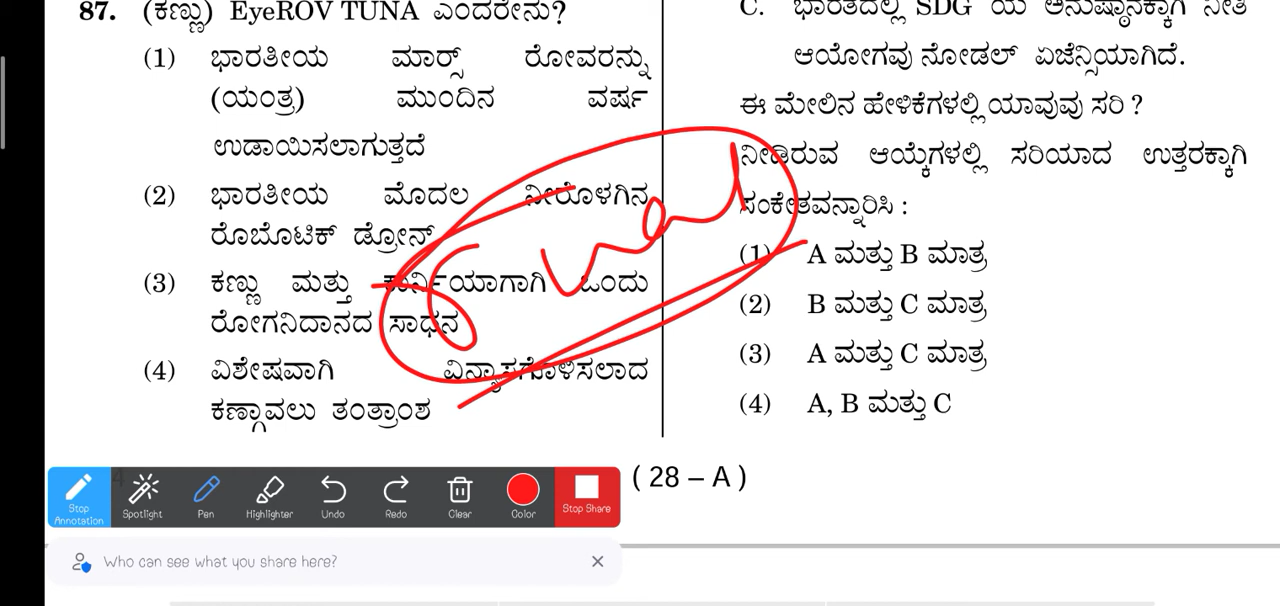 87. (ಕಣ್ಣು) EyeROV TUNA ಎಂದರೇನು?
(1) ಭಾರತೀಯ ಮಾರ್ಸ್ ರೋವರನ್ನು
(ಯಂತ್ರ) ಮುಂದಿನ ವರ್ಷ
ಉಡಾಯಿಸಲಾಗುತ್ತದೆ
(2) ಭಾರತೀಯ ಮೊದಲ ನೀರೊಳಗಿನ
ರೊಬೊಟಿಕ್ ಡ್ರೋನ್
(3) ಕಣ್ಣು ಮತ್ತು ಕಾರ್ನಿಯಾಗಾಗಿ ಒಂದು
ರೋಗನಿದಾನದ ಸಾಧನ
(4) ವಿಶೇಷವಾಗಿ ವಿನ್ಯಾಸಗೊಳಿಸಲಾದ
ಕಣ್ಗಾವಲು ತಂತ್ರಾಂಶ
C. ಭಾರತದಲ್ಲಿ SDG ಯ ಅನುಷ್ಠಾನಕ್ಕಾಗಿ ನೀತಿ
ಆಯೋಗವು ನೋಡಲ್ ಏಜೆನ್ಸಿಯಾಗಿದೆ.
ಈ ಮೇಲಿನ ಹೇಳಿಕೆಗಳಲ್ಲಿ ಯಾವುವು ಸರಿ ?
ನೀಡಿರುವ ಆಯ್ಕೆಗಳಲ್ಲಿ ಸರಿಯಾದ ಉತ್ತರಕ್ಕಾಗಿ
ಸಂಕೇತವನ್ನಾರಿಸಿ :
(1) A ಮತ್ತು B ಮಾತ್ರ
(2) B ಮತ್ತು C ಮಾತ್ರ
(3) A ಮತ್ತು C ಮಾತ್ರ
(4) A, B ಮತ್ತು C
( 28 – A )
Stop Annotation
Spotlight
Pen
Highlighter
Undo
Redo
Clear
Color
Stop Share
Who can see what you share here?